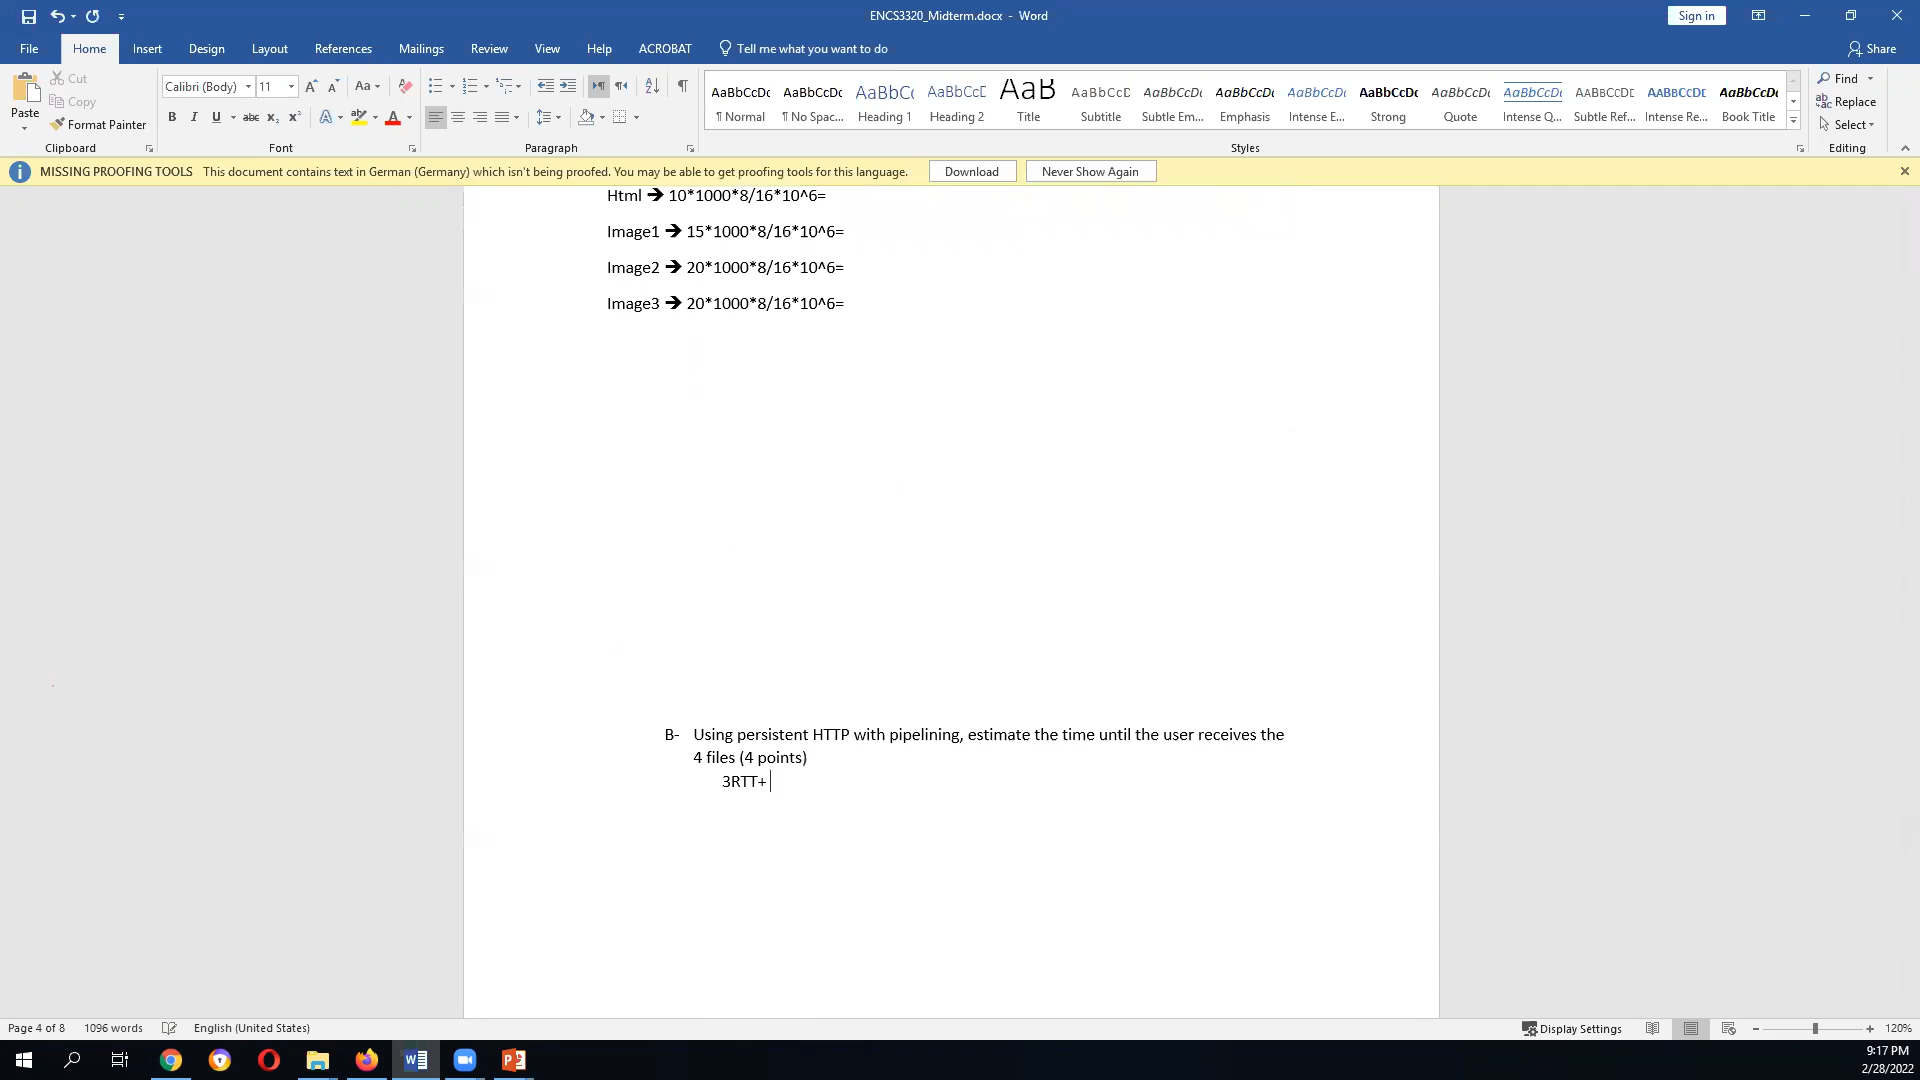 ENCS3320_Midterm.docx - Word
Sign in
File Home Insert Design Layout References Mailings Review View Help ACROBAT Tell me what you want to do Share
Paste
Cut
Copy
Format Painter
Clipboard
Calibri (Body) 11
Font
Paragraph
AaBbCcDc AaBbCcDc AaBbCc AaBbCcD AaB AaBbCcD AaBbCcDc AaBbCcDc AaBbCcDc AaBbCcDc AaBbCcDc AaBbCcDc AaBbCcDd AaBbCcDd AaBbCcDc
¶ Normal ¶ No Spac... Heading 1 Heading 2 Title Subtitle Subtle Em... Emphasis Intense E... Strong Quote Intense Q... Subtle Ref... Intense Re... Book Title
Styles
Find
Replace
Select
Editing
MISSING PROOFING TOOLS This document contains text in German (Germany) which isn't being proofed. You may be able to get proofing tools for this language. Download Never Show Again
Html ➔ 10*1000*8/16*10^6=
Image1 ➔ 15*1000*8/16*10^6=
Image2 ➔ 20*1000*8/16*10^6=
Image3 ➔ 20*1000*8/16*10^6=
B- Using persistent HTTP with pipelining, estimate the time until the user receives the
4 files (4 points)
3RTT+
Page 4 of 8 1096 words English (United States) Display Settings 120%
9:17 PM
2/28/2022